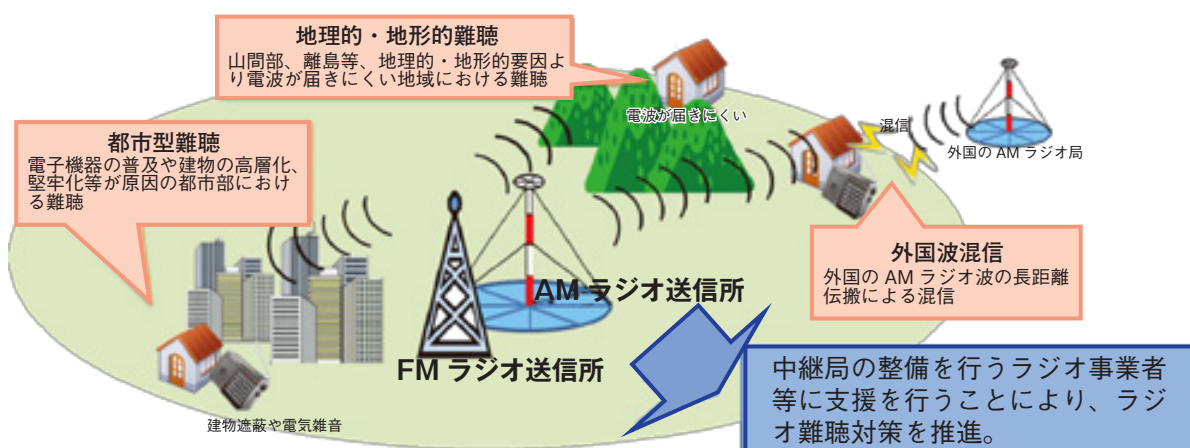 地理的・地形的難聴
山間部、離島等、地理的・地形的要因よ
り電波が届きにくい地域における難聴
電波が届きにくい
都市型難聴
電子機器の普及や建物の高層化、
堅牢化等が原因の都市部におけ
る難聴
混信
外国の AM ラジオ局
外国波混信
外国の AM ラジオ波の長距離
伝搬による混信
AM ラジオ送信所
FM ラジオ送信所
建物遮蔽や電気雑音
中継局の整備を行うラジオ事業者
等に支援を行うことにより、ラジ
オ難聴対策を推進。